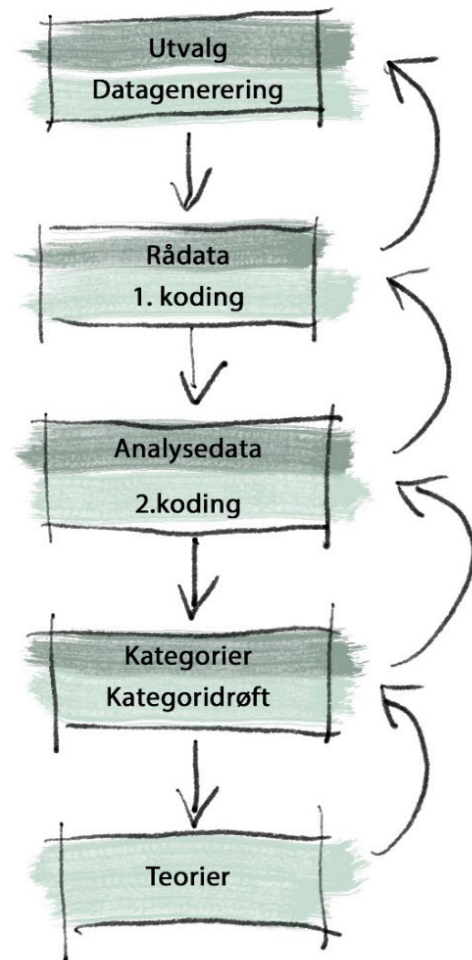 Utvalg
Datagenerering
Rådata
1. koding
Analysedata
2.koding
Kategorier
Kategoridrøft
Teorier